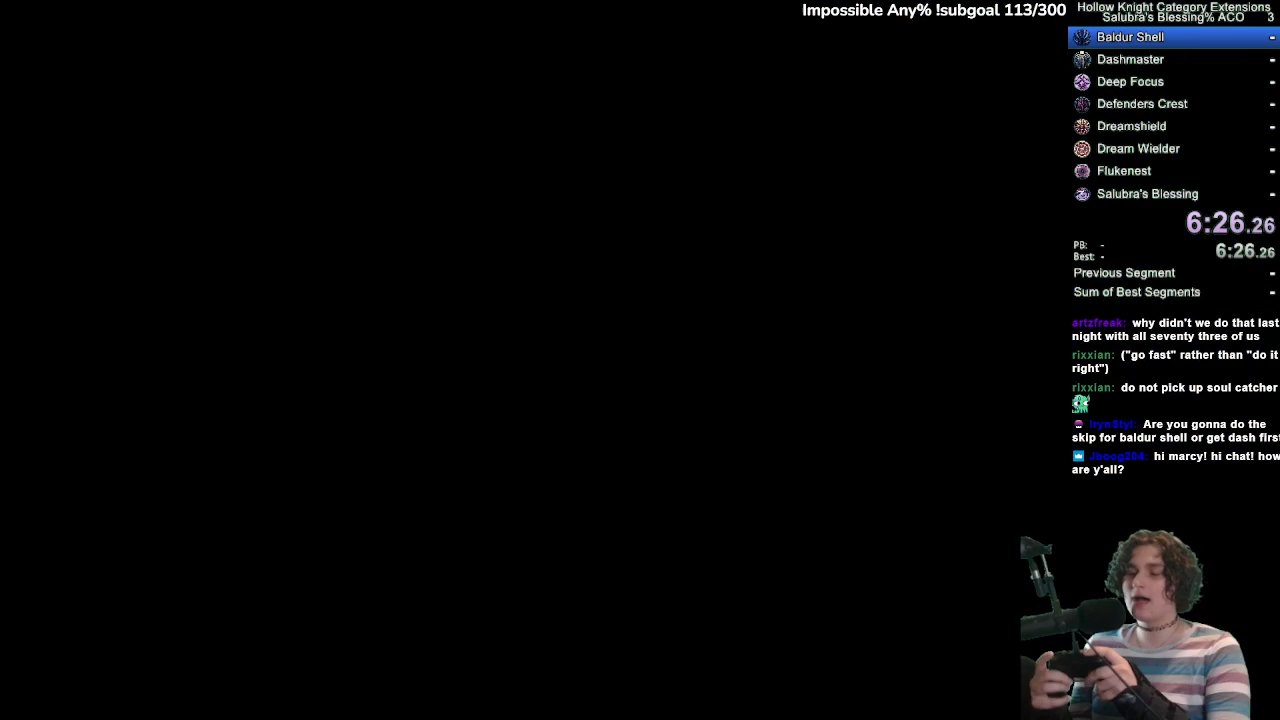 Impossible Any% !subgoal 113/300
Hollow Knight Category Extensions
Salubra's Blessing% ACO 3
Baldur Shell -
Dashmaster -
Deep Focus -
Defenders Crest -
Dreamshield -
Dream Wielder -
Flukenest -
Salubra's Blessing -
6:26.26
PB: -
Best: -
6:26.26
Previous Segment -
Sum of Best Segments -
artzfreak: why didn't we do that last
night with all seventy three of us
rixxian: ("go fast" rather than "do it
right")
rixxian: do not pick up soul catcher
Are you gonna do the
skip for baldur shell or get dash first
Jboog204: hi marcy! hi chat! how
are y'all?